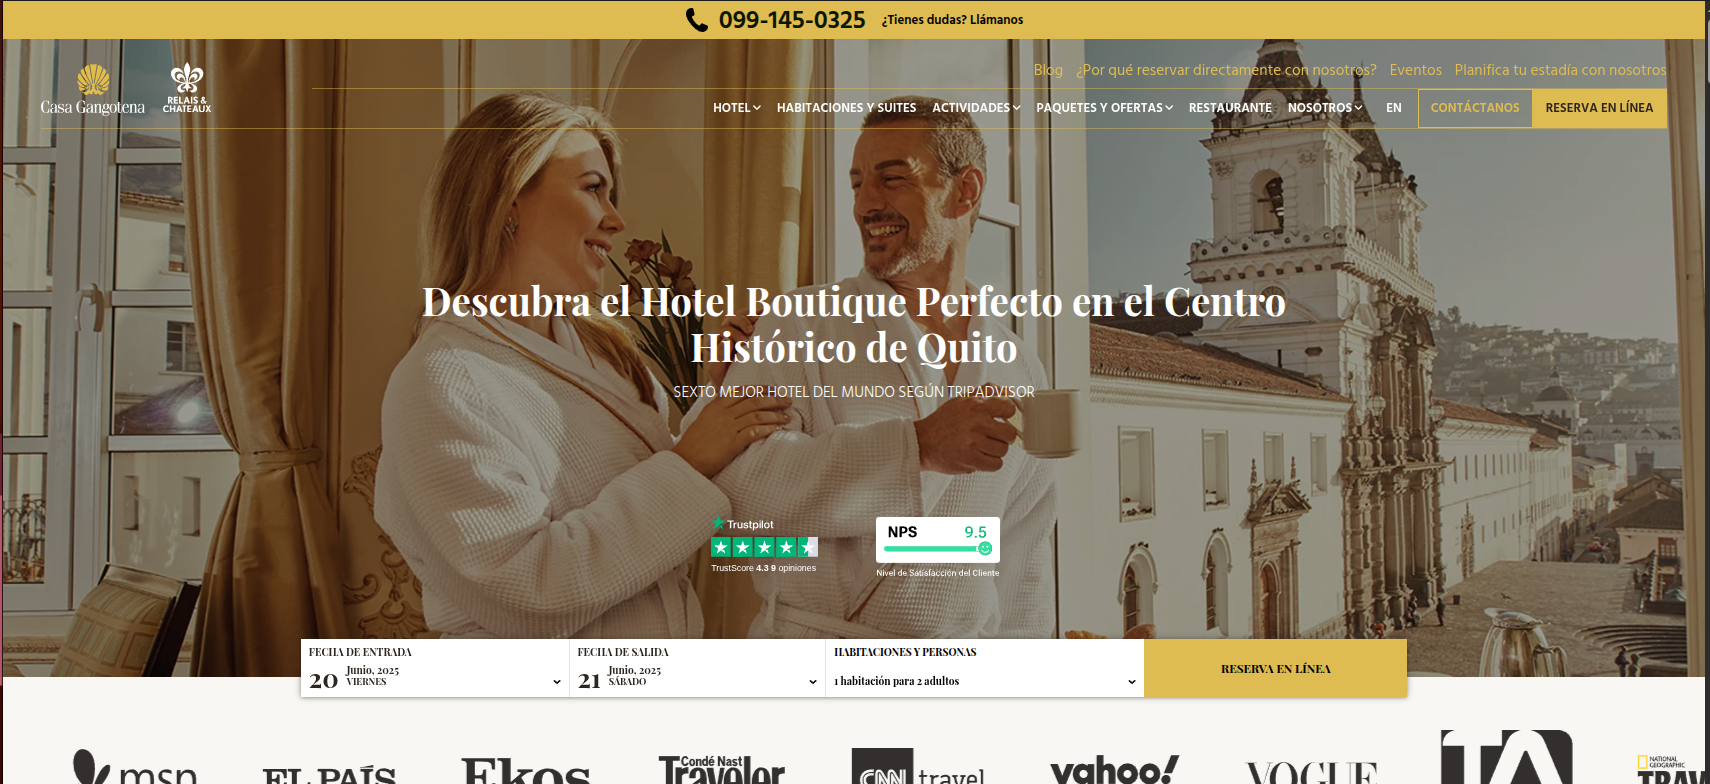 099-145-0325 ¿Tienes dudas? Llámanos
Blog ¿Por qué reservar directamente con nosotros? Eventos Planifica tu estadía con nosotros
Casa Gangotena
RELAIS &
CHATEAUX
HOTEL HABITACIONES Y SUITES ACTIVIDADES PAQUETES Y OFERTAS RESTAURANTE NOSOTROS EN CONTÁCTANOS RESERVA EN LÍNEA
Descubra el Hotel Boutique Perfecto en el Centro
Histórico de Quito
SEXTO MEJOR HOTEL DEL MUNDO SEGÚN TRIPADVISOR
Trustpilot
TrustScore 4.3 9 opiniones
NPS 9.5
Nivel de Satisfacción del Cliente
FECHA DE ENTRADA
20 Junio, 2025
VIERNES
FECHA DE SALIDA
21 Junio, 2025
SÁBADO
HABITACIONES Y PERSONAS
1 habitación para 2 adultos
RESERVA EN LÍNEA
msn
EL PAÍS
Ekos
Condé Nast
Traveler
CNN travel
yahoo!
VOGUE
TA
NATIONAL
GEOGRAPHIC
TRAV